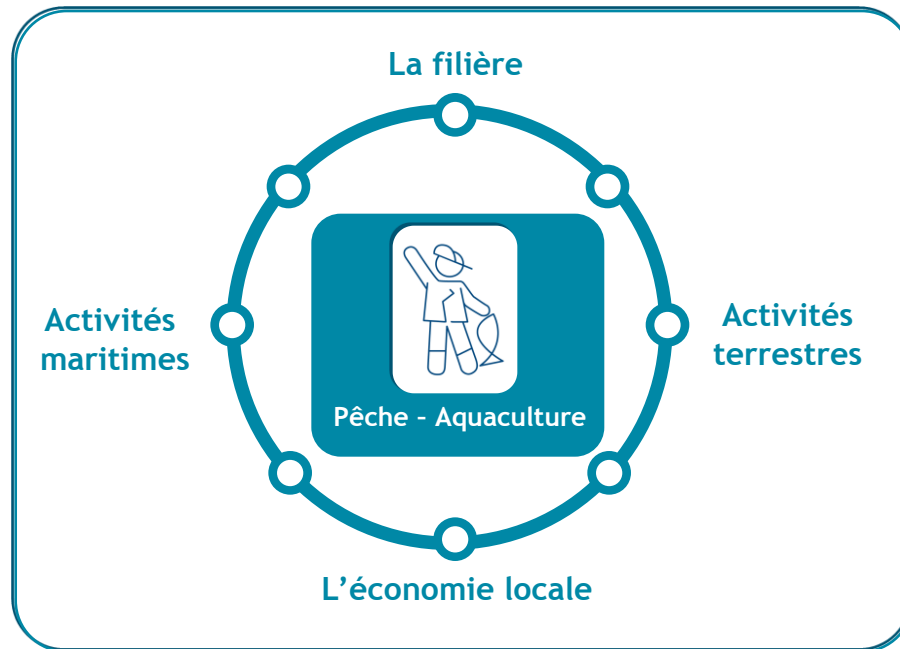 La filière
Activités
maritimes
Activités
terrestres
Pêche – Aquaculture
L’économie locale